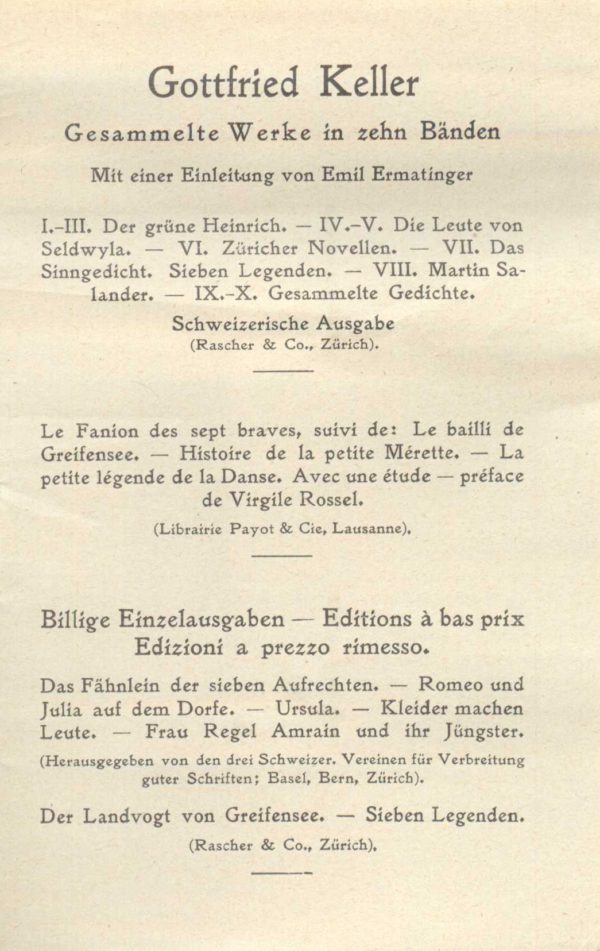 Gottfried Keller
Gesammelte Werke in zehn Bänden
Mit einer Einleitung von Emil Ermatinger
I.-III. Der grüne Heinrich. — IV.-V. Die Leute von
Seldwyla. — VI. Züricher Novellen. — VII. Das
Sinngedicht. Sieben Legenden. — VIII. Martin Sa-
lander. — IX.-X. Gesammelte Gedichte.
Schweizerische Ausgabe
(Rascher & Co., Zürich).
Le Fanion des sept braves, suivi de: Le bailli de
Greifensee. — Histoire de la petite Mérette. — La
petite légende de la Danse. Avec une étude — préface
de Virgile Rossel.
(Librairie Payot & Cie, Lausanne).
Billige Einzelausgaben — Editions à bas prix
Edizioni a prezzo rimesso.
Das Fähnlein der sieben Aufrechten. — Romeo und
Julia auf dem Dorfe. — Ursula. — Kleider machen
Leute. — Frau Regel Amrain und ihr Jüngster.
(Herausgegeben von den drei Schweizer. Vereinen für Verbreitung
guter Schriften; Basel, Bern, Zürich).
Der Landvogt von Greifensee. — Sieben Legenden.
(Rascher & Co., Zürich).